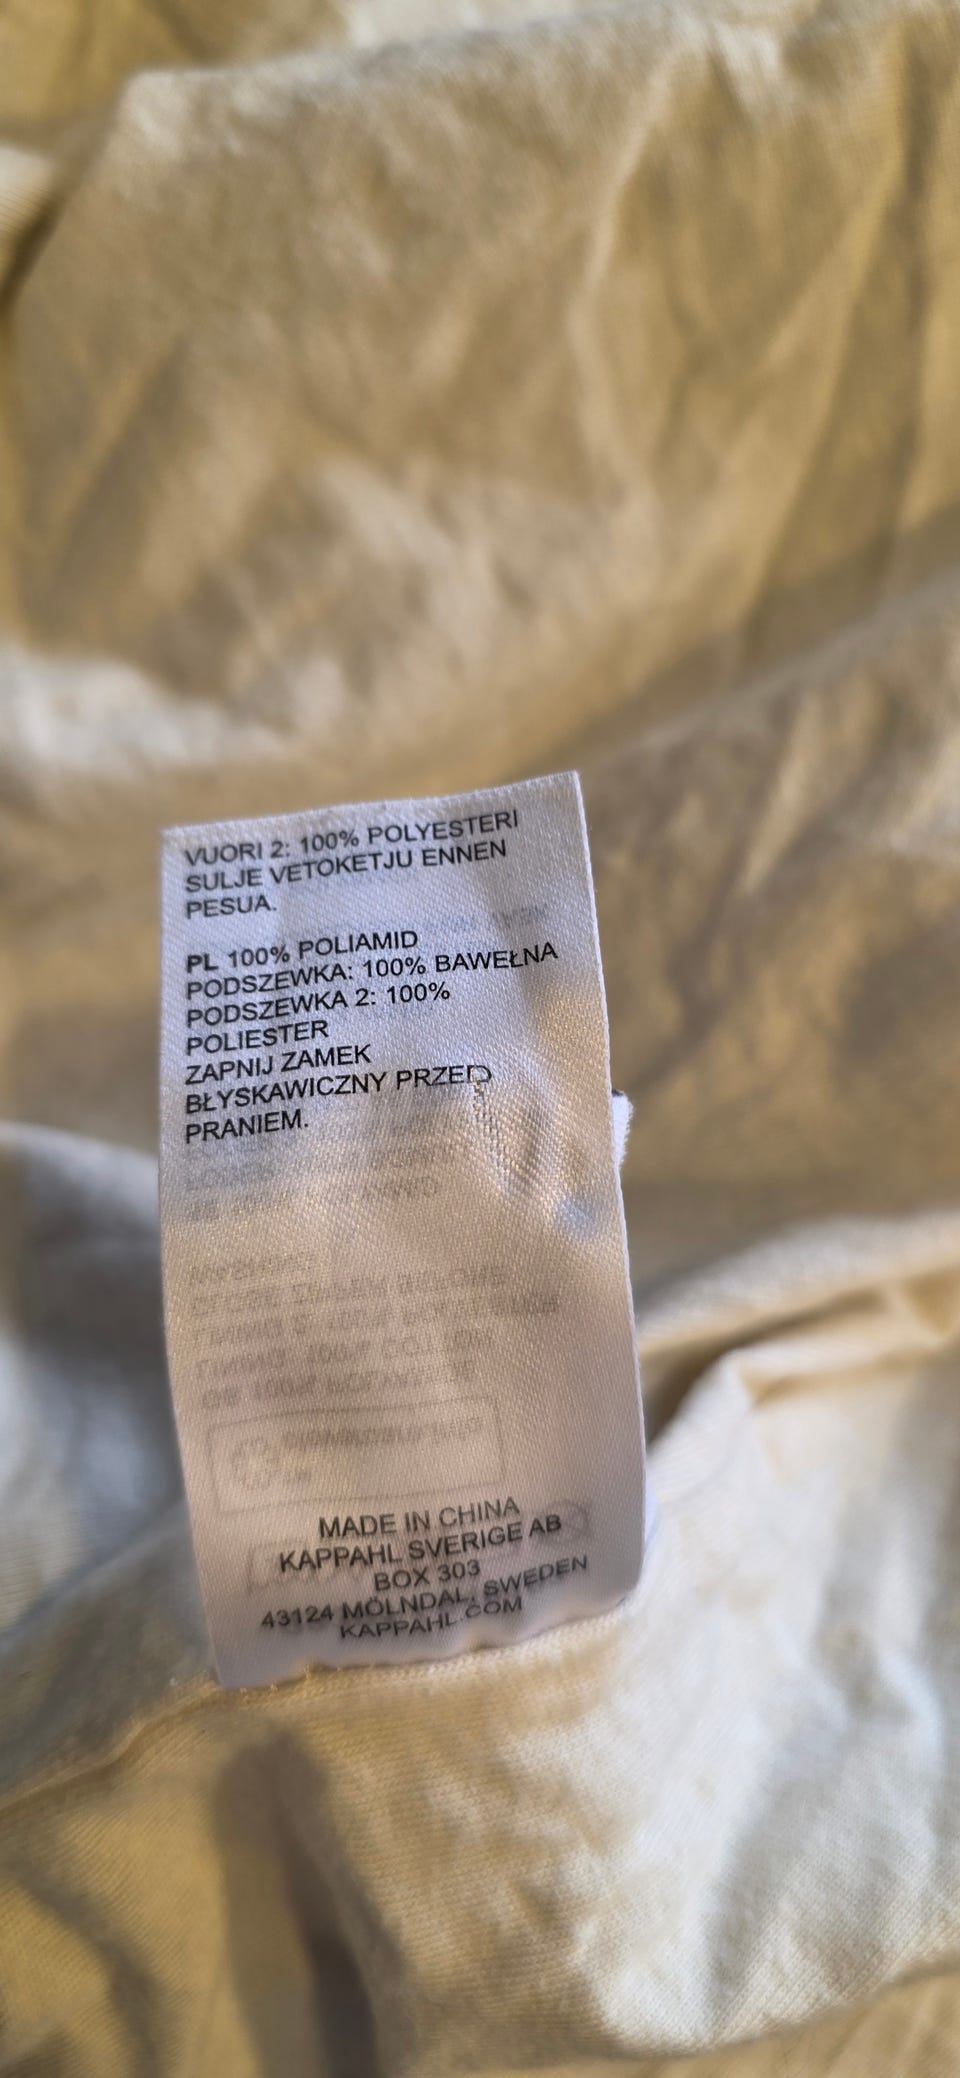 VUORI 2: 100% POLYESTERI
SULJE VETOKETJU ENNEN
PESUA.
PL 100% POLIAMID
PODSZEWKA: 100% BAWEŁNA
PODSZEWKA 2: 100%
POLIESTER
ZAPNIJ ZAMEK
BŁYSKAWICZNY PRZED
PRANIEM.
MADE IN CHINA
KAPPAHL SVERIGE AB
BOX 303
43124 MÖLNDAL, SWEDEN
KAPPAHL.COM